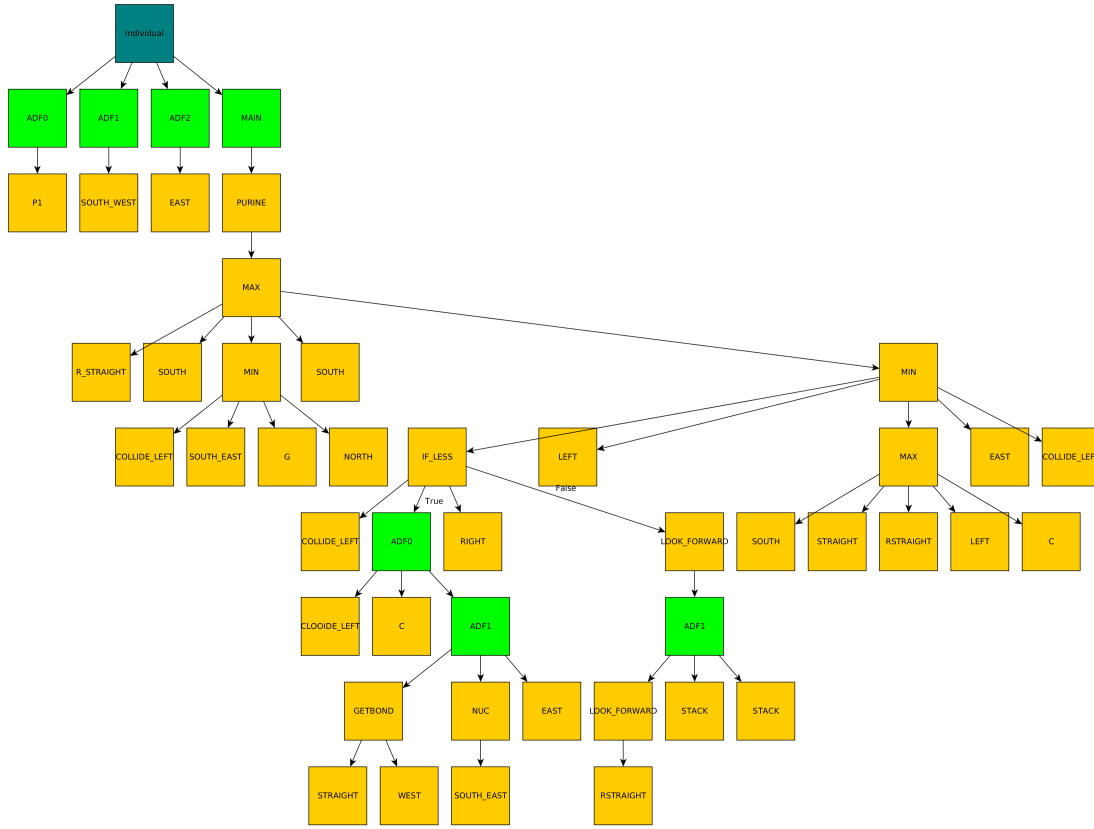 Individual
ADF0
ADF1
ADF2
MAIN
P1
SOUTH_WEST
EAST
PURINE
MAX
R_STRAIGHT
SOUTH
MIN
SOUTH
MIN
COLLIDE_LEFT
SOUTH_EAST
G
NORTH
IF_LESS
LEFT
MAX
EAST
COLLIDE_LEF
False
True
COLLIDE_LEFT
ADF0
RIGHT
LOOK_FORWARD
SOUTH
STRAIGHT
RSTRAIGHT
LEFT
C
CLOOIDE_LEFT
C
ADF1
ADF1
GETBOND
NUC
EAST
LOOK_FORWARD
STACK
STACK
STRAIGHT
WEST
SOUTH_EAST
RSTRAIGHT